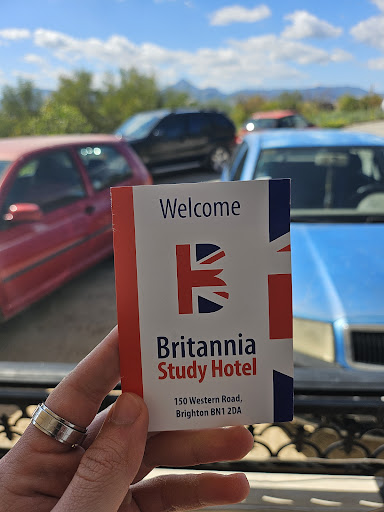 Welcome
B
Britannia
Study Hotel
150 Western Road,
Brighton BN1 2DA